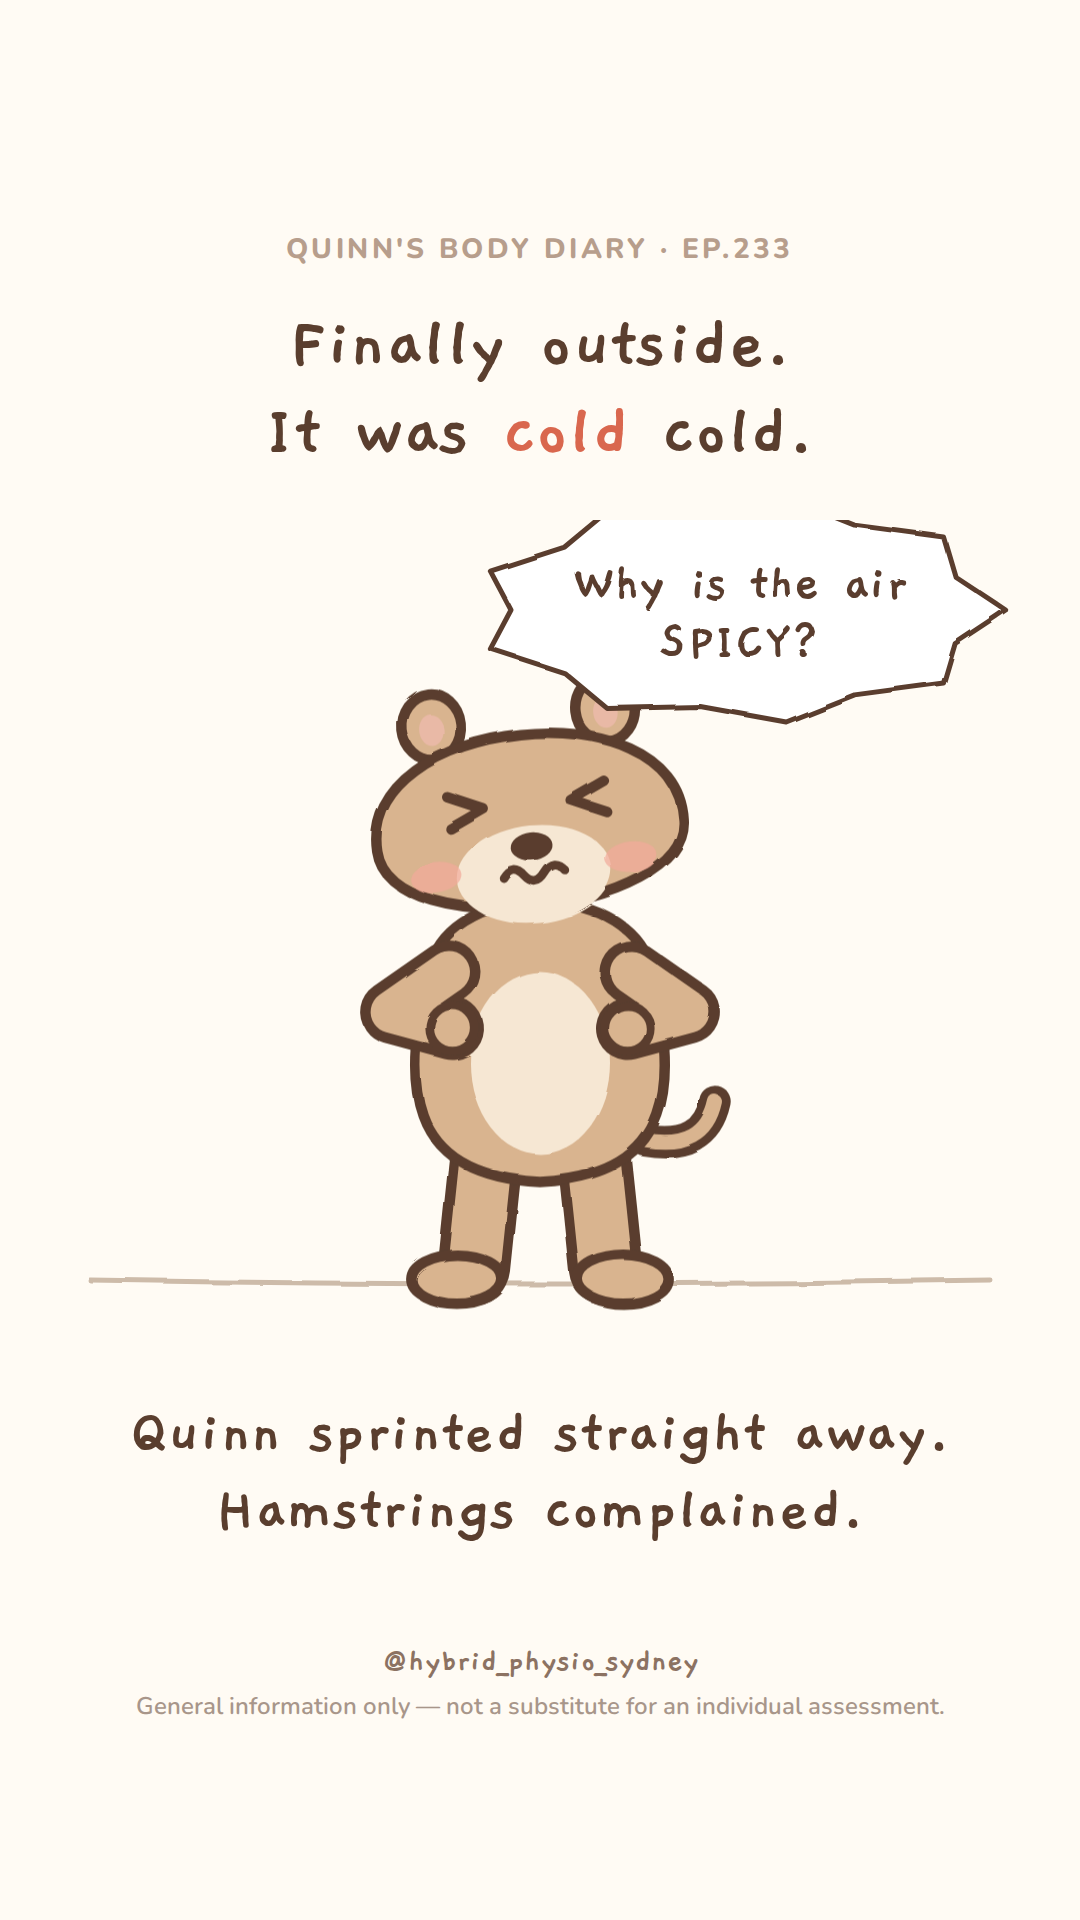 QUINN'S BODY DIARY · EP.233
Finally outside.
It was cold cold.
Why is the air
SPICY?
Quinn sprinted straight away.
Hamstrings complained.
@hybrid_physio_sydney
General information only — not a substitute for an individual assessment.